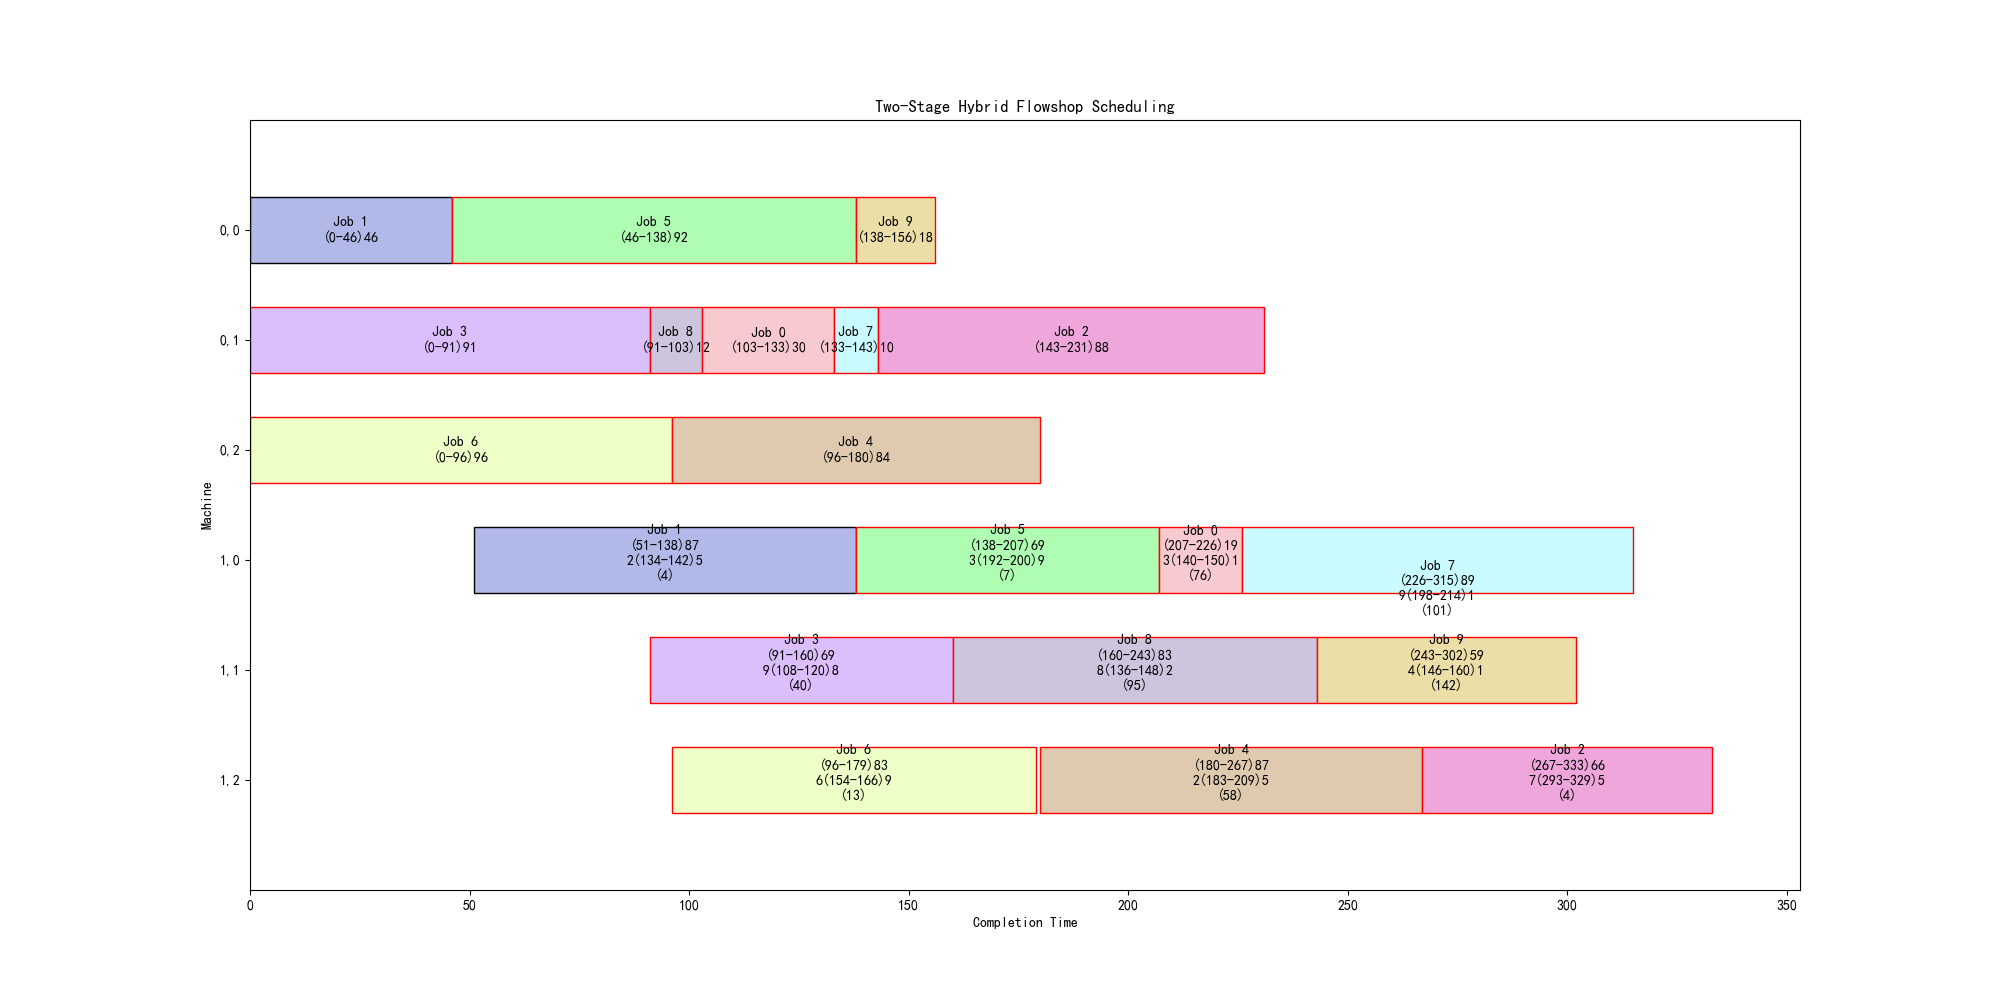 Two-Stage Hybrid Flowshop Scheduling
Machine
0,0
Job 1
(0-46)46
Job 5
(46-138)92
Job 9
(138-156)18
0,1
Job 3
(0-91)91
Job 8
(91-103)12
Job 0
(103-133)30
Job 7
(133-143)10
Job 2
(143-231)88
0,2
Job 6
(0-96)96
Job 4
(96-180)84
1,0
Job 1
(51-138)87
2(134-142)5
(4)
Job 5
(138-207)69
3(192-200)9
(7)
Job 0
(207-226)19
3(140-150)1
(76)
Job 7
(226-315)89
9(198-214)1
(101)
1,1
Job 3
(91-160)69
9(108-120)8
(40)
Job 8
(160-243)83
8(136-148)2
(95)
Job 9
(243-302)59
4(146-160)1
(142)
1,2
Job 6
(96-179)83
6(154-166)9
(13)
Job 4
(180-267)87
2(183-209)5
(58)
Job 2
(267-333)66
7(293-329)5
(4)
0 50 100 150 200 250 300 350
Completion Time